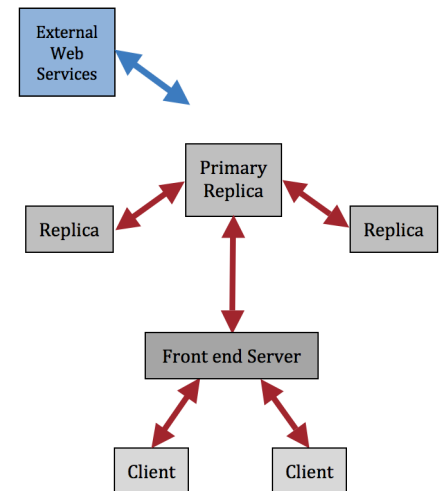 External
Web
Services
Primary
Replica
Replica
Replica
Front end Server
Client
Client